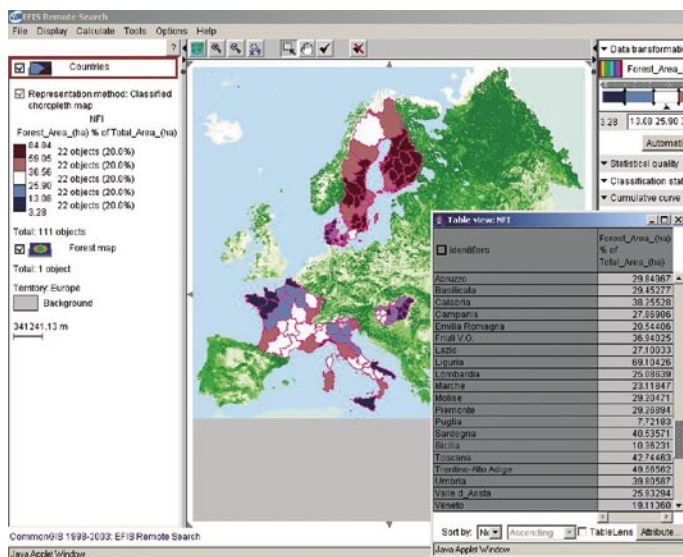 EFIS Remote Search
File Display Calculate Tools Options Help
?
Countries
Representation method: Classified
choropleth map
NFI
Forest_Area_(ha) % of Total_Area_(ha)
84.84
59.05 22 objects (20.0%)
36.56 22 objects (20.0%)
25.90 22 objects (20.0%)
13.08 22 objects (20.0%)
3.28 22 objects (20.0%)
Total: 111 objects
Forest map
Total: 1 object
Territory: Europe
Background
341241.13 m
Data transformatio
Forest_Area_(
3.28 13.08 25.90
Automati
Statistical quality
Classification stat
Cumulative curve
Table view: NFI
Identifiers
Forest_Area_(ha)
% of
Total_Area_(ha)
Abruzzo 29.84967
Basilicata 29.45277
Calabria 38.25528
Campania 27.86906
Emilia Romagna 20.54406
Friuli V.G. 36.94025
Lazio 27.10033
Liguria 69.10426
Lombardia 25.08639
Marche 23.11847
Molise 29.20471
Piemonte 29.26894
Puglia 7.72183
Sardegna 40.53571
Sicilia 10.36231
Toscana 42.74463
Trentino-Alto Adige 49.56562
Umbria 39.80587
Valle d_Aosta 25.93294
Veneto 19.11360
Sort by: Ascending TableLens Attribute...
Java Applet Window
CommonGIS 1998-2003: EFIS Remote Search
Java Applet Window